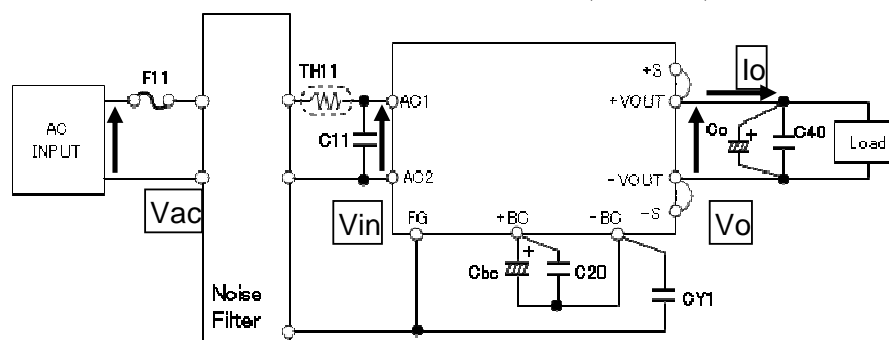 F11
AC
INPUT
Vac
Noise
Filter
TH11
C11
Vin
AC1
AC2
FG
+BC
-BC
+S
+VOUT
-VOUT
-S
Io
Co
+
C40
Load
Vo
Cbc
+
C20
CY1